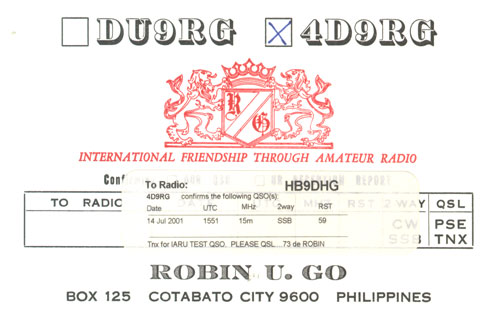 DU9RG 4D9RG
R G
INTERNATIONAL FRIENDSHIP THROUGH AMATEUR RADIO
To Radio: HB9DHG
4D9RG confirms the following QSO(s):
Date UTC MHz 2way RST
14 Jul 2001 1551 15m SSB 59
Tnx for IARU TEST QSO, PLEASE QSL ...73 de ROBIN
TO RADIO RST 2 WAY QSL
CW PSE
SSB TNX
ROBIN U. GO
BOX 125 COTABATO CITY 9600 PHILIPPINES